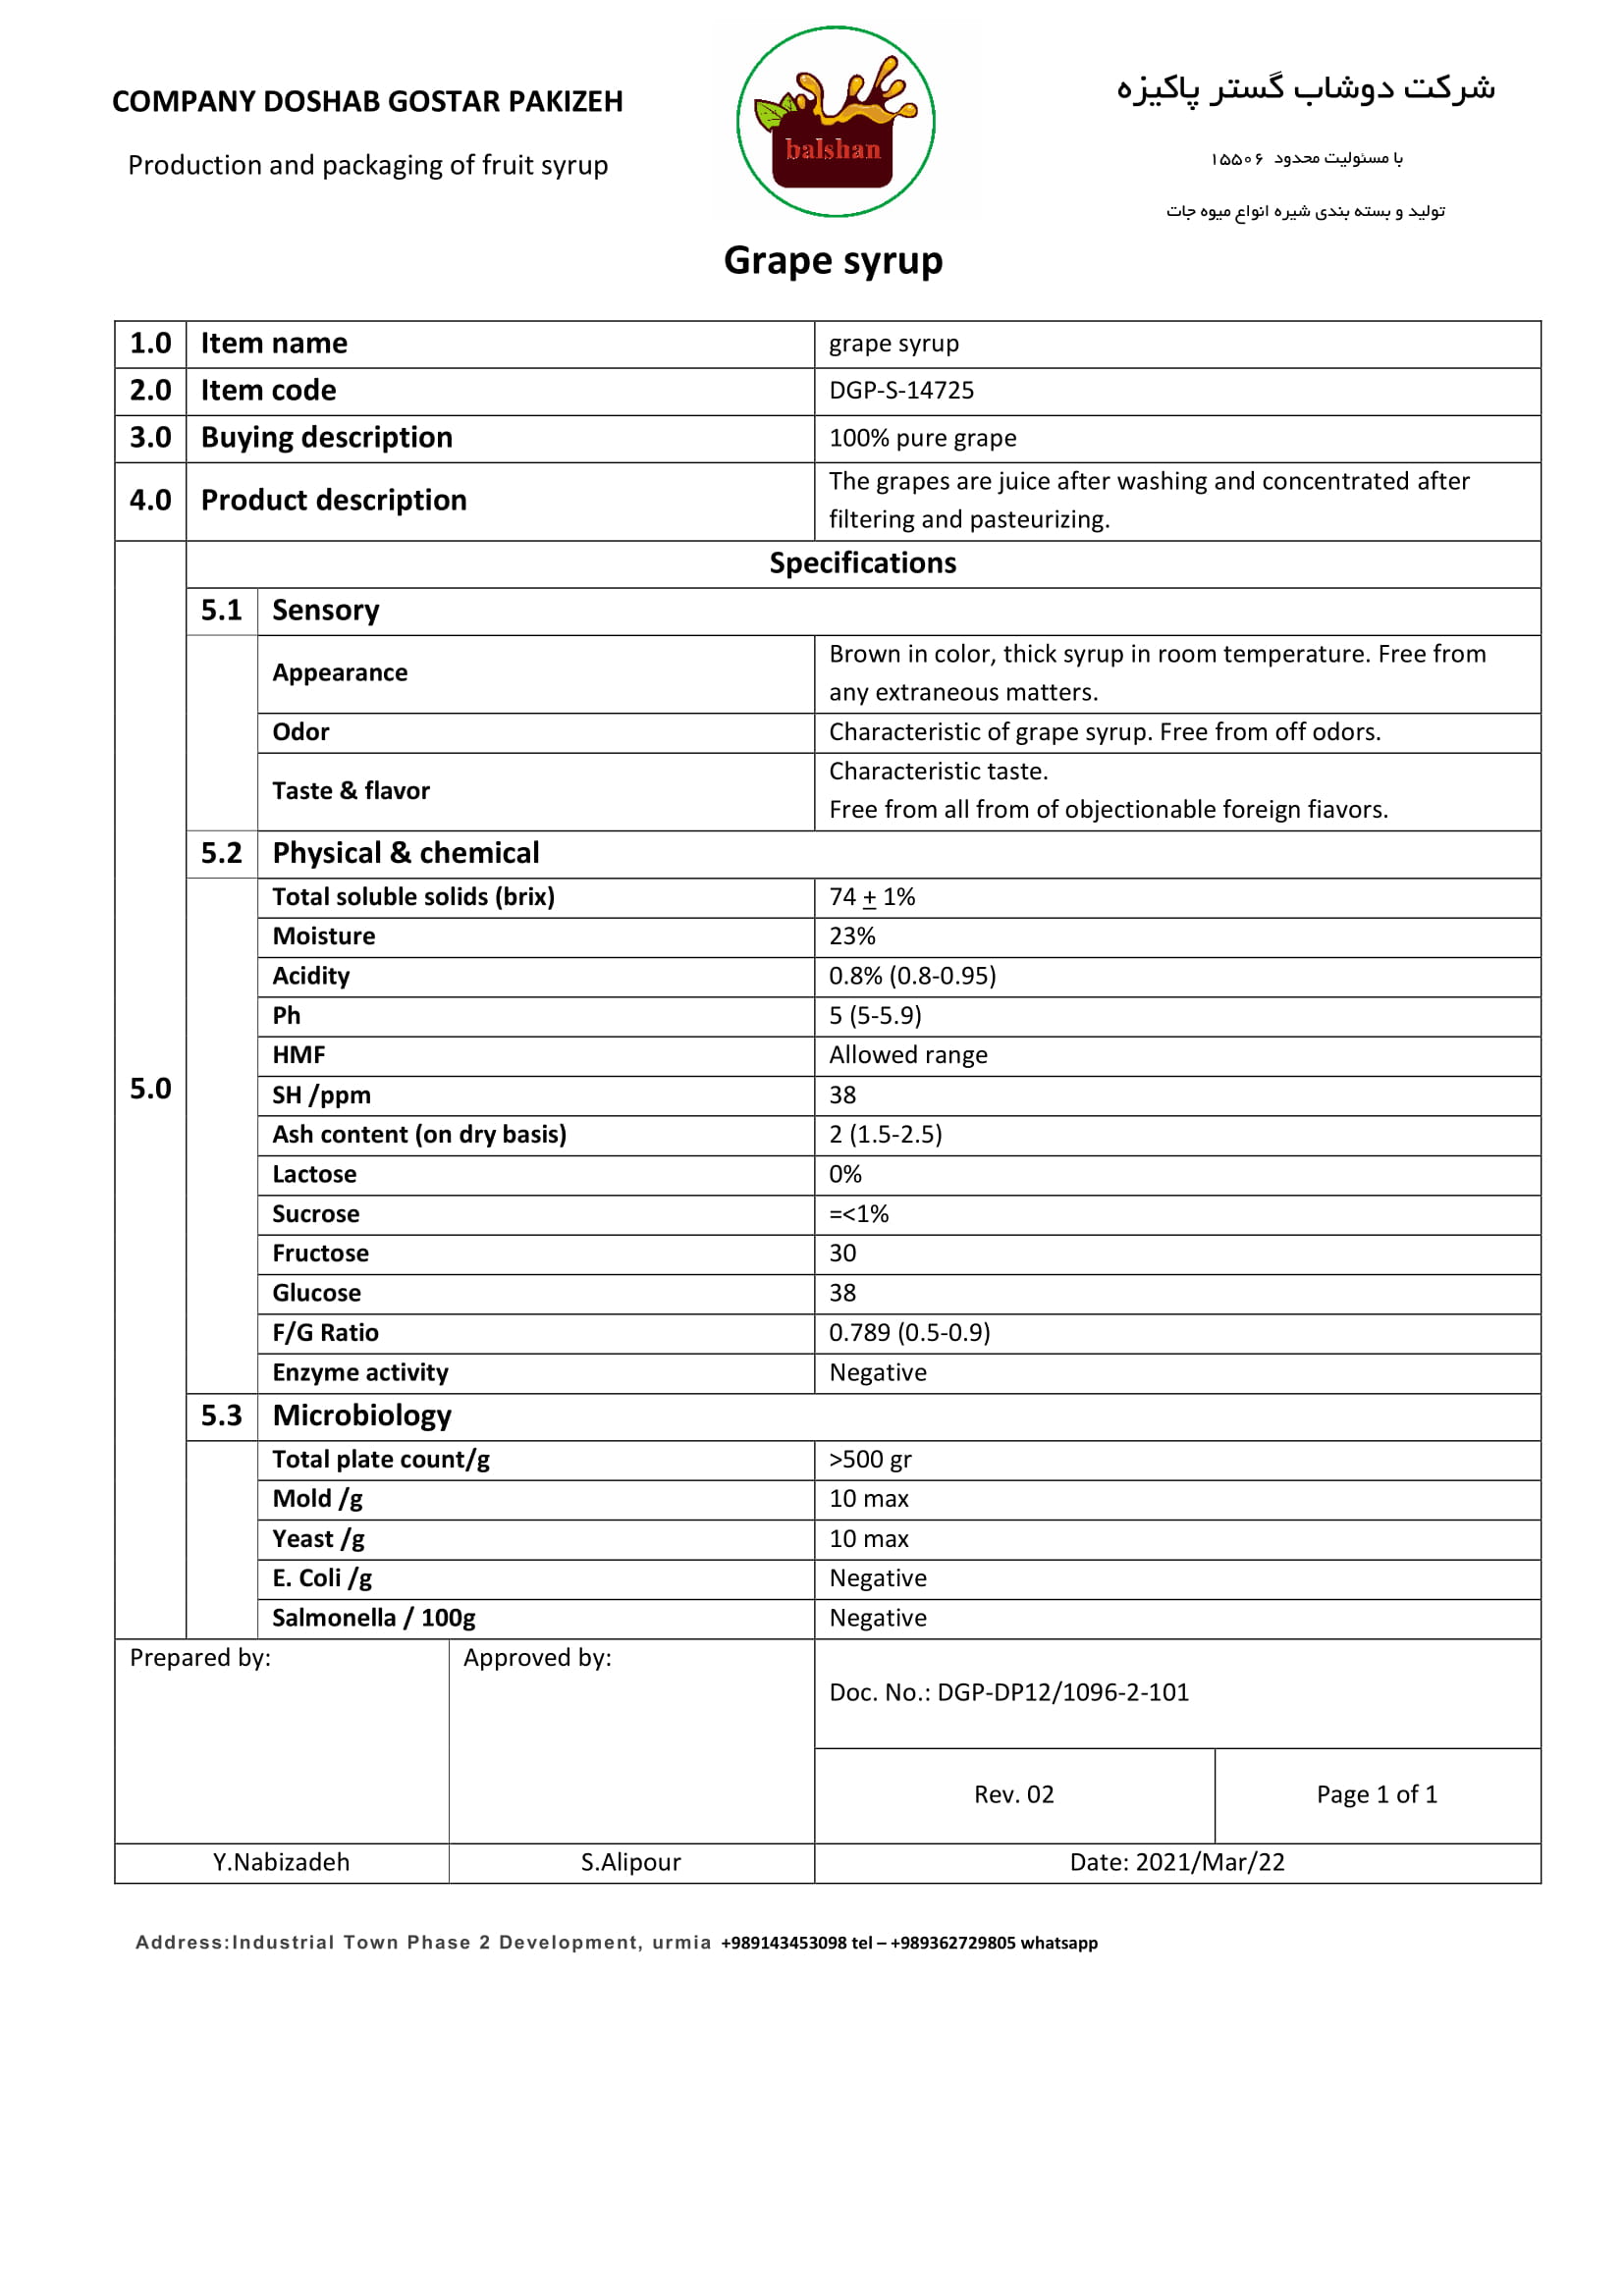 COMPANY DOSHAB GOSTAR PAKIZEH
Production and packaging of fruit syrup
balshan
شرکت دوشاب گستر پاکیزه
با مسئولیت محدود ۱۵۵۰۶
تولید و بسته بندی شیره انواع میوه جات
Grape syrup
1.0 Item name grape syrup
2.0 Item code DGP-S-14725
3.0 Buying description 100% pure grape
4.0 Product description The grapes are juice after washing and concentrated after
filtering and pasteurizing.
5.0
Specifications
5.1 Sensory
Appearance Brown in color, thick syrup in room temperature. Free from
any extraneous matters.
Odor Characteristic of grape syrup. Free from off odors.
Taste & flavor Characteristic taste.
Free from all from of objectionable foreign fiavors.
5.2 Physical & chemical
Total soluble solids (brix) 74 ± 1%
Moisture 23%
Acidity 0.8% (0.8-0.95)
Ph 5 (5-5.9)
HMF Allowed range
SH /ppm 38
Ash content (on dry basis) 2 (1.5-2.5)
Lactose 0%
Sucrose =<1%
Fructose 30
Glucose 38
F/G Ratio 0.789 (0.5-0.9)
Enzyme activity Negative
5.3 Microbiology
Total plate count/g >500 gr
Mold /g 10 max
Yeast /g 10 max
E. Coli /g Negative
Salmonella / 100g Negative
Prepared by: Approved by:
Doc. No.: DGP-DP12/1096-2-101
Rev. 02 Page 1 of 1
Y.Nabizadeh S.Alipour Date: 2021/Mar/22
Address:Industrial Town Phase 2 Development, urmia +989143453098 tel – +989362729805 whatsapp